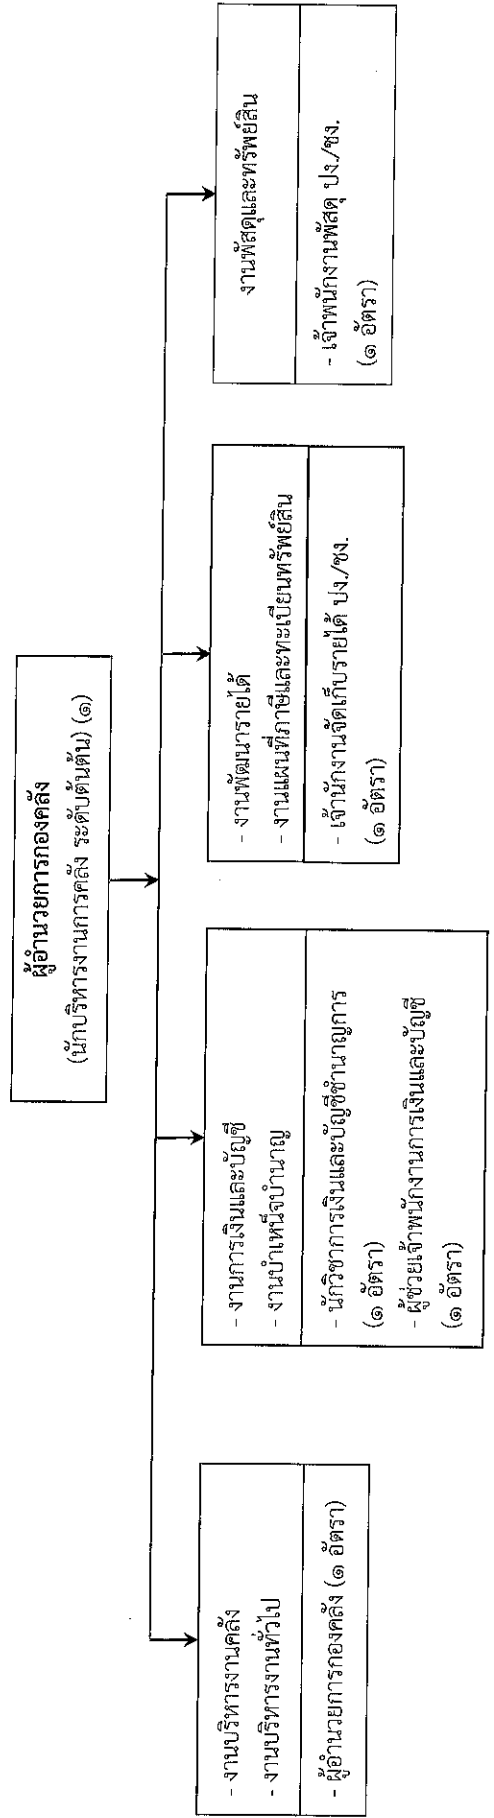 ผู้อำนวยการกองคลัง
(นักบริหารงานการคลัง ระดับต้นต้น) (๑)
- งานบริหารงานคลัง
- งานบริหารงานทั่วไป
- ผู้อำนวยการกองคลัง (๑ อัตรา)
- งานการเงินและบัญชี
- งานบำเหน็จบำนาญ
- นักวิชาการเงินและบัญชีชำนาญการ
(๑ อัตรา)
- ผู้ช่วยเจ้าพนักงานการเงินและบัญชี
(๑ อัตรา)
- งานพัฒนารายได้
- งานแผนที่ภาษีและทะเบียนทรัพย์สิน
- เจ้านักงานจัดเก็บรายได้ ปง./ชง.
(๑ อัตรา)
งานพัสดุและทรัพย์สิน
- เจ้าพนักงานพัสดุ ปง./ชง.
(๑ อัตรา)